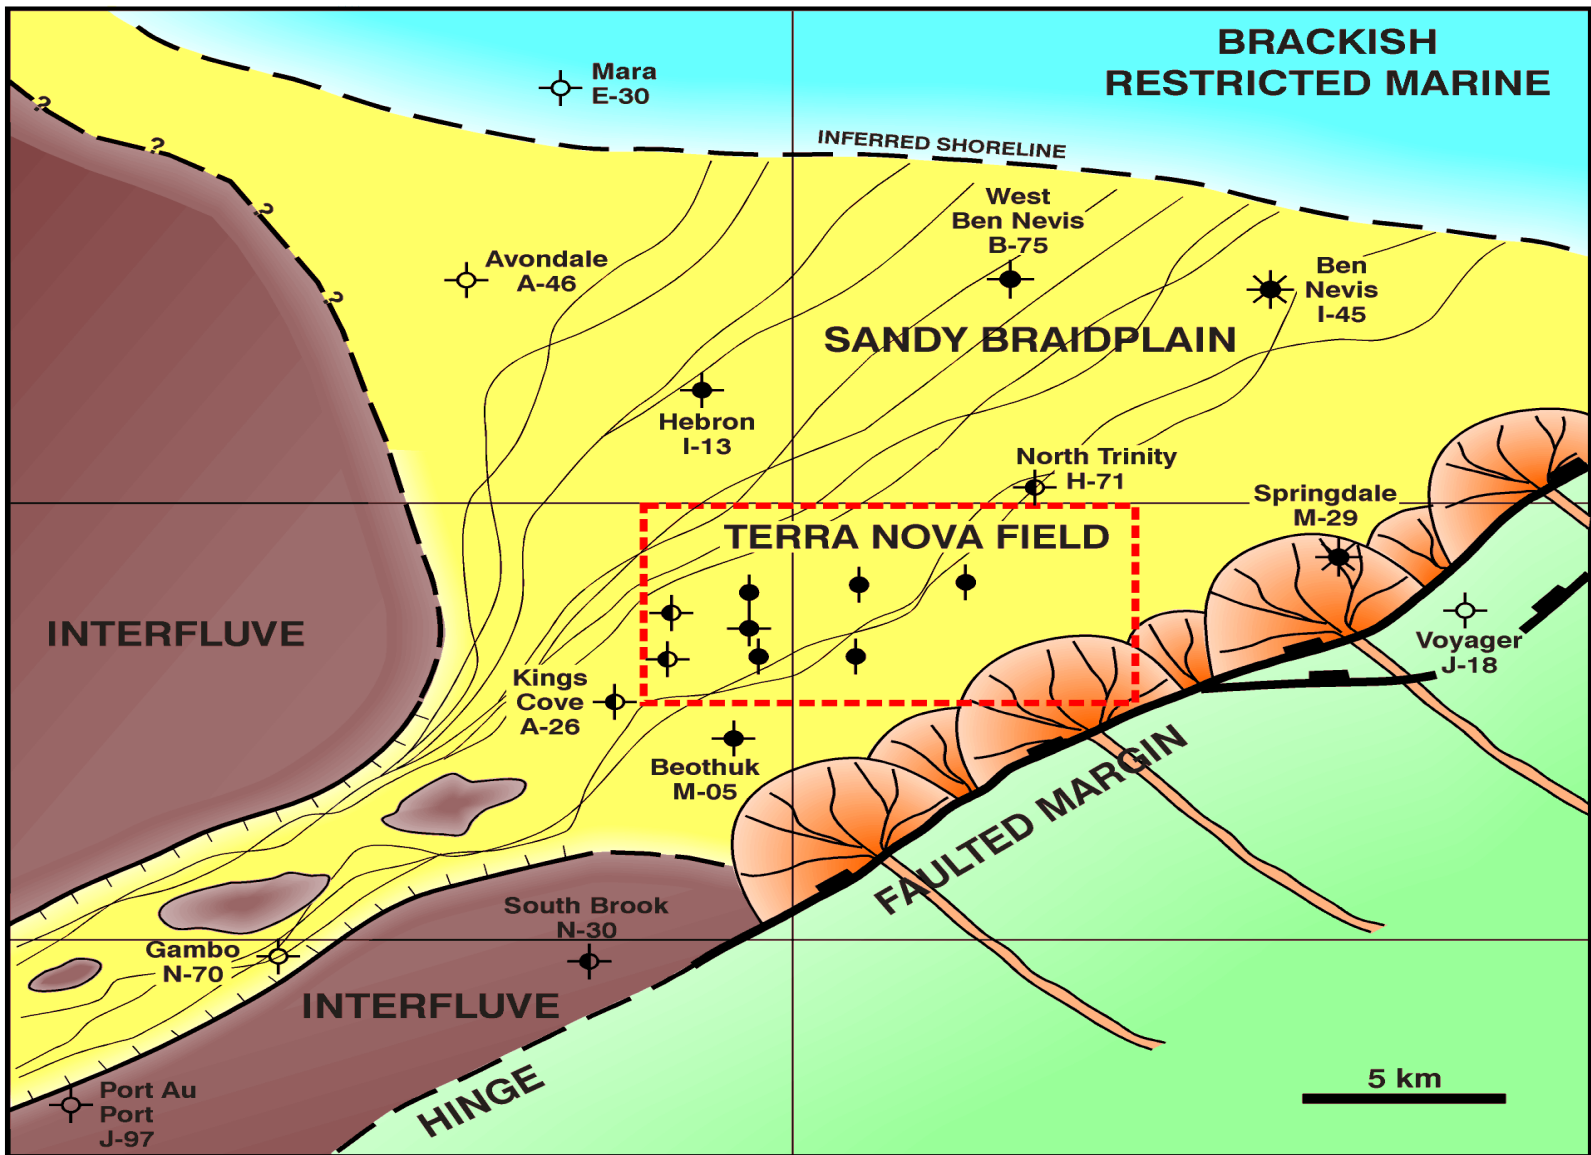 BRACKISH
RESTRICTED MARINE
Mara
E-30
INFERRED SHORELINE
?
?
?
?
West
Ben Nevis
B-75
Avondale
A-46
Ben
Nevis
I-45
SANDY BRAIDPLAIN
Hebron
I-13
North Trinity
H-71
Springdale
M-29
TERRA NOVA FIELD
INTERFLUVE
Voyager
J-18
Kings
Cove
A-26
Beothuk
M-05
FAULTED MARGIN
South Brook
N-30
Gambo
N-70
INTERFLUVE
HINGE
5 km
Port Au
Port
J-97